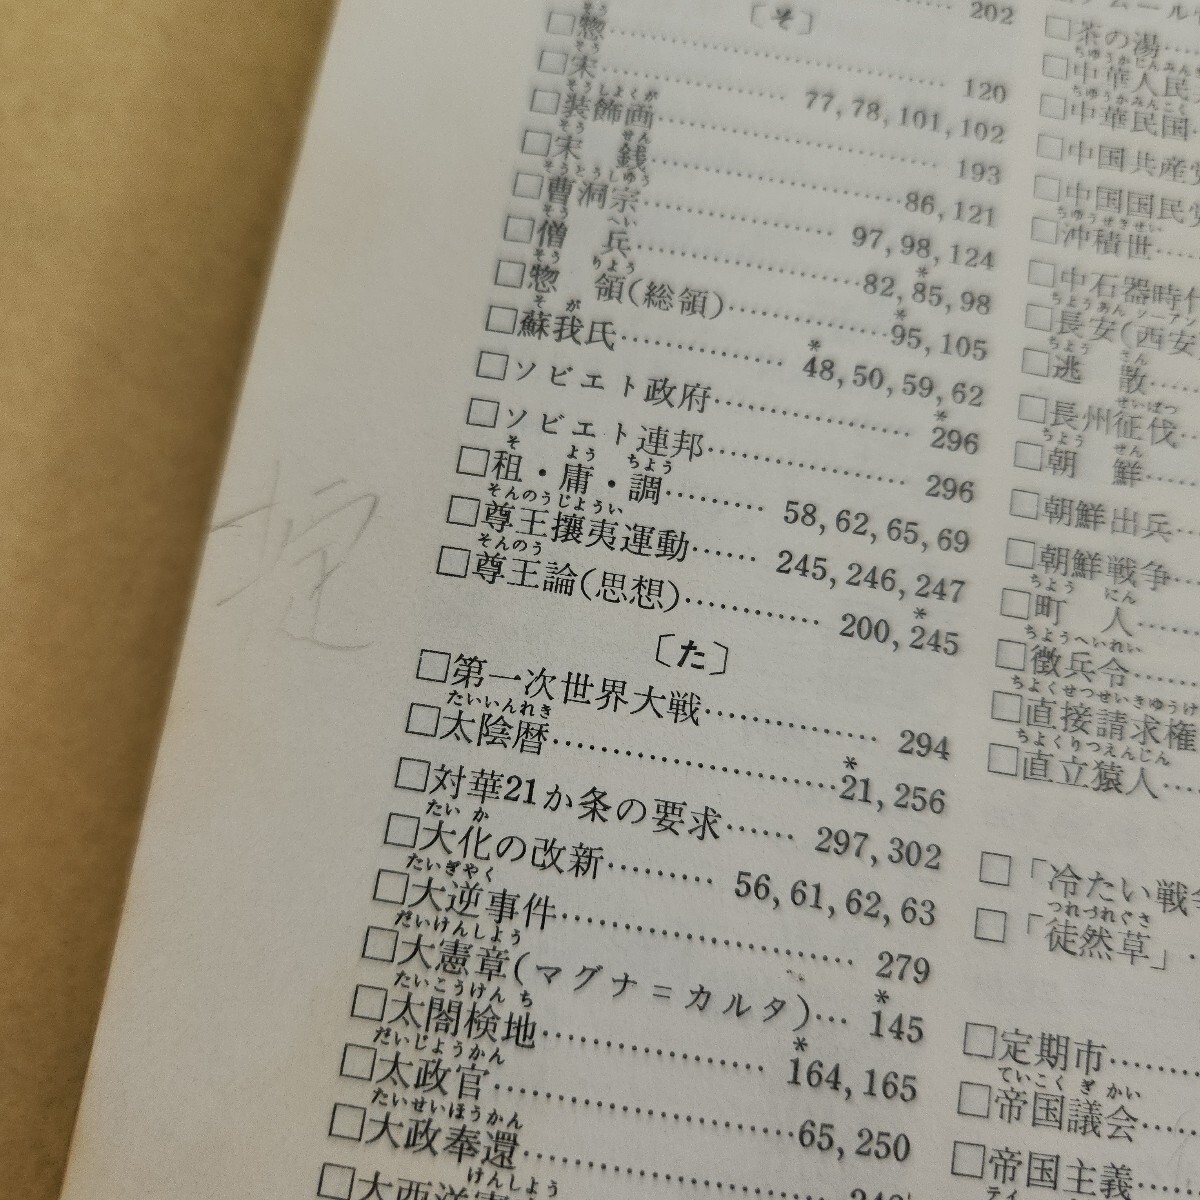 202
〔そ〕
□惣 120
□宋 77, 78, 101, 102
□装飾画 193
□宋銭 86, 121
□曹洞宗 97, 98, 124
□僧兵 82, *85, 98
□惣領(総領) *95, 105
□蘇我氏 *48, 50, 59, 62
□ソビエト政府 *296
□ソビエト連邦 296
□租・庸・調 58, 62, 65, 69
□尊王攘夷運動 245, 246, 247
□尊王論(思想) 200, *245
〔た〕
□第一次世界大戦 294
□太陰暦 *21, 256
□対華21か条の要求 297, 302
□大化の改新 56, 61, 62, 63
□大逆事件 279
□大憲章(マグナ=カルタ) *145
□太閤検地 *164, 165
□太政官 65, 250
□大政奉還
□茶の湯
□中華人民
□中華民国
□中国共産党
□中国国民党
□沖積世
□中石器時代
□長安(西安
□逃散
□長州征伐
□朝鮮
□朝鮮出兵
□朝鮮戦争
□町人
□徴兵令
□直接請求権
□直立猿人
□「冷たい戦争
□「徒然草」
□定期市
□帝国議会
□帝国主義